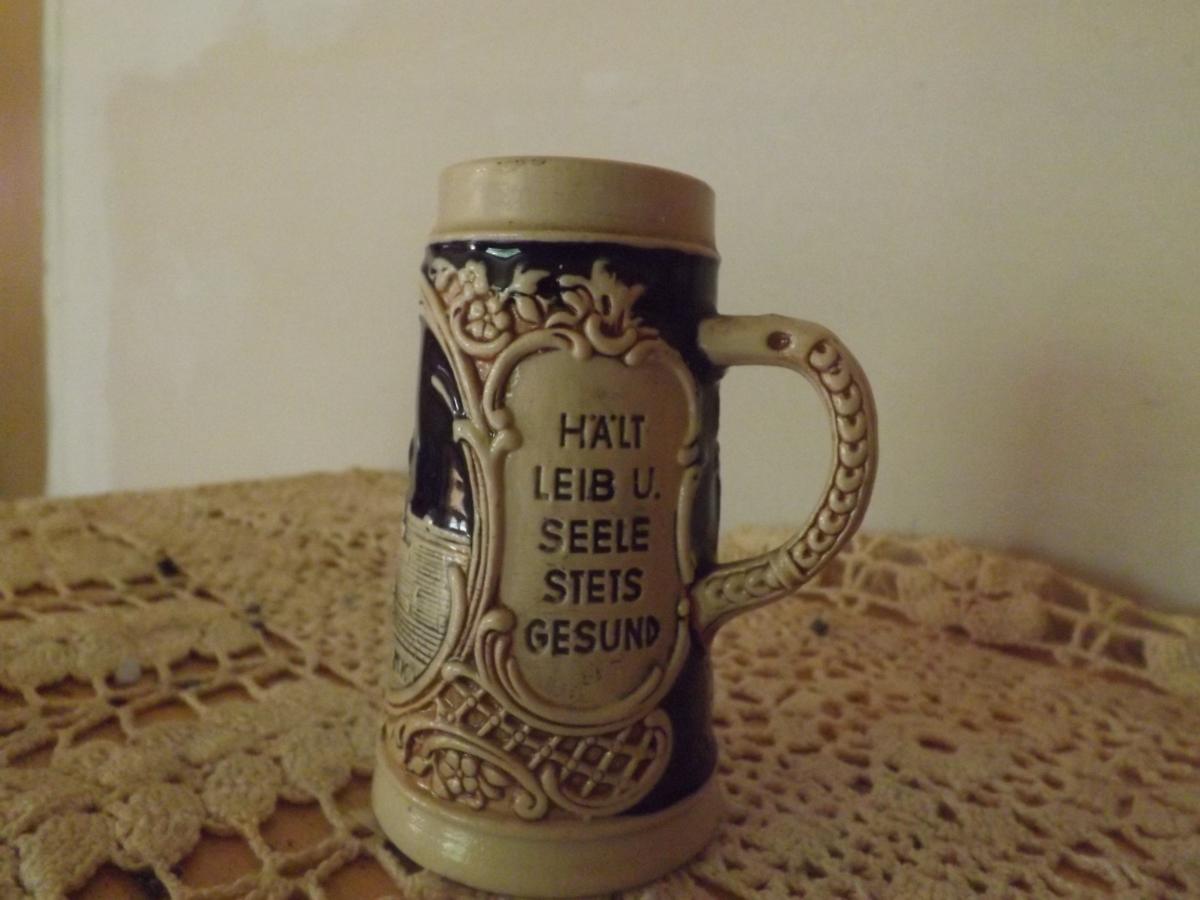 HÄLT
LEIB U.
SEELE
STETS
GESUND